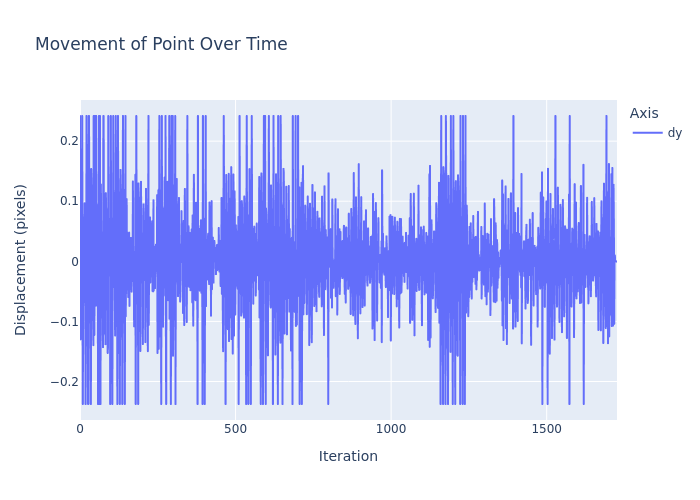 Movement of Point Over Time
Axis
dy
0.2
0.1
0
−0.1
−0.2
Displacement (pixels)
0
500
1000
1500
Iteration